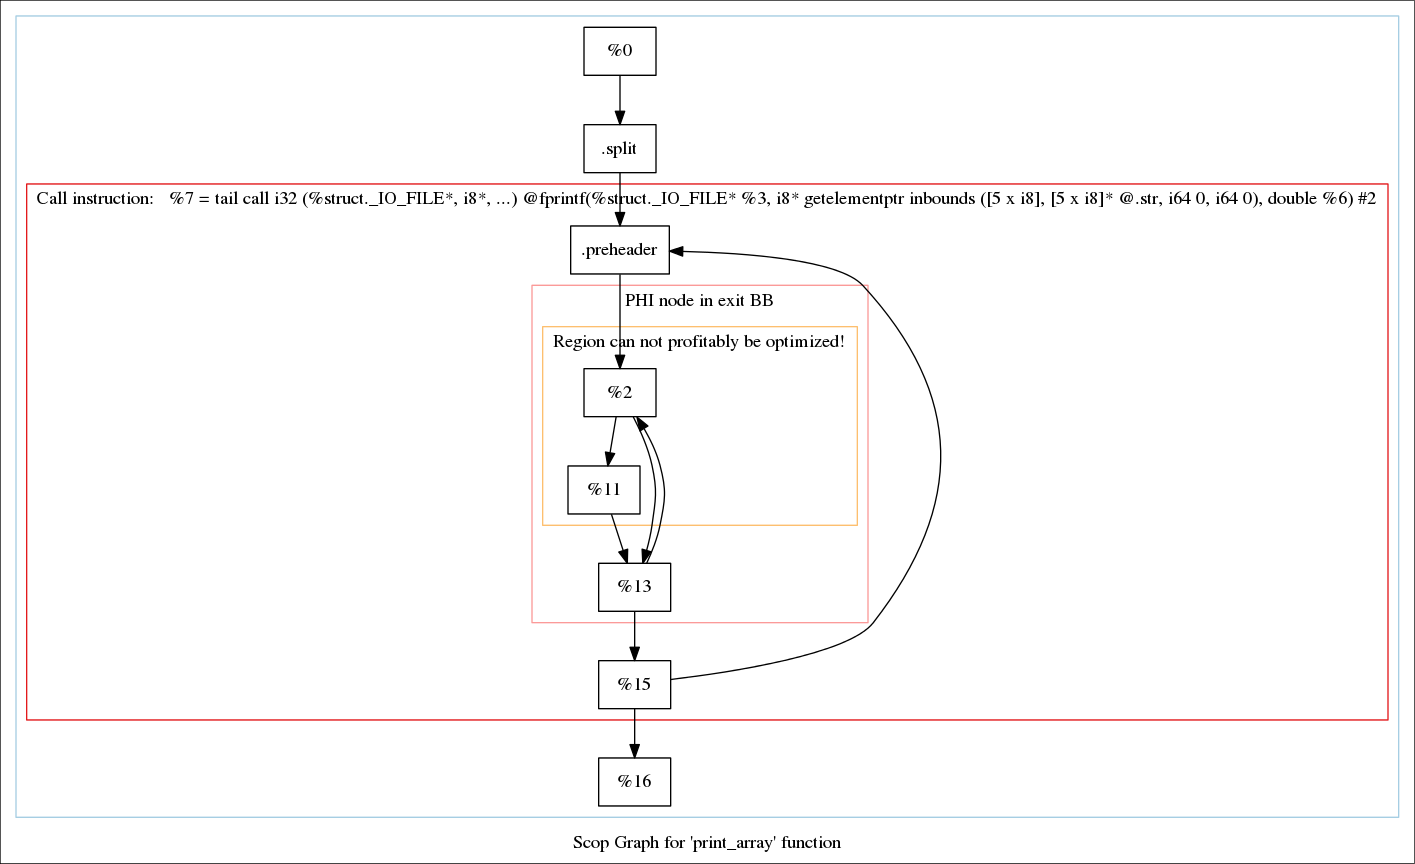 %0
.split
Call instruction: %7 = tail call i32 (%struct._IO_FILE*, i8*, ...) @fprintf(%struct._IO_FILE* %3, i8* getelementptr inbounds ([5 x i8], [5 x i8]* @.str, i64 0, i64 0), double %6) #2
.preheader
PHI node in exit BB
Region can not profitably be optimized!
%2
%11
%13
%15
%16
Scop Graph for 'print_array' function